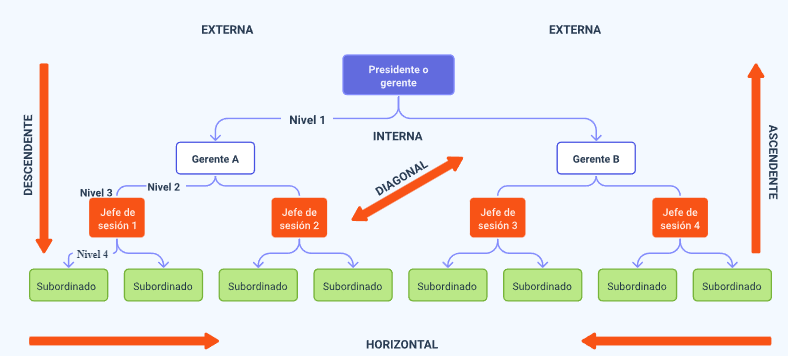 EXTERNA
EXTERNA
Presidente o
gerente
Nivel 1
INTERNA
DESCENDENTE
ASCENDENTE
Gerente A
Gerente B
DIAGONAL
Nivel 2
Nivel 3
Jefe de
sesión 1
Jefe de
sesión 2
Jefe de
sesión 3
Jefe de
sesión 4
Nivel 4
Subordinado
Subordinado
Subordinado
Subordinado
Subordinado
Subordinado
Subordinado
Subordinado
HORIZONTAL